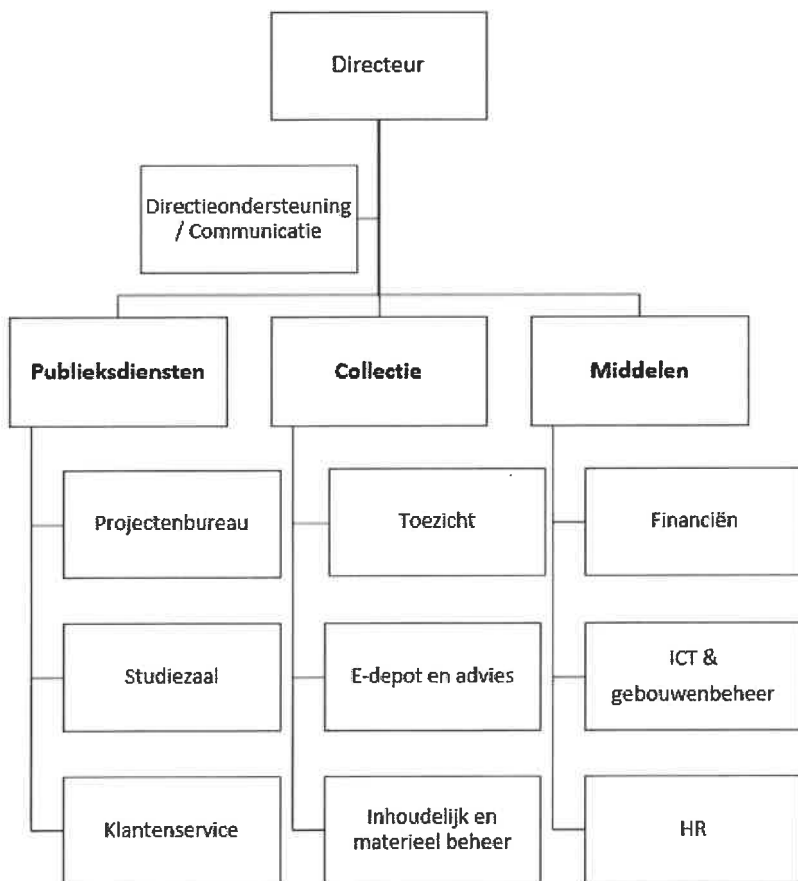 Directeur
Directieondersteuning
/ Communicatie
Publieksdiensten
Collectie
Middelen
Projectenbureau
Toezicht
Financiën
Studiezaal
E-depot en advies
ICT &
gebouwenbeheer
Klantenservice
Inhoudelijk en
materieel beheer
HR